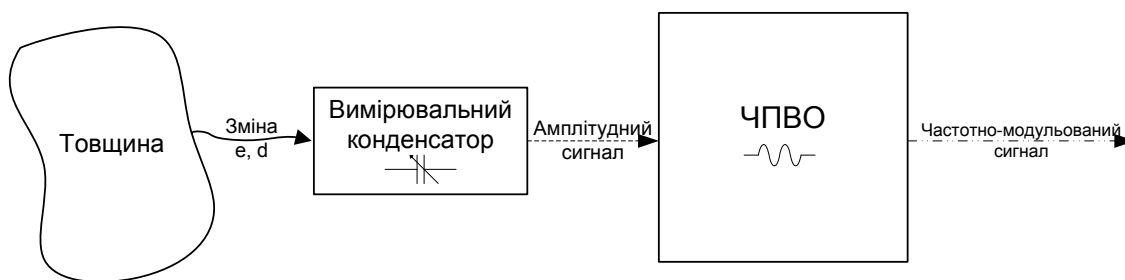 Товщина
Зміна
e, d
Вимірювальний
конденсатор
Амплітудний
сигнал
ЧПВО
Частотно-модульований
сигнал